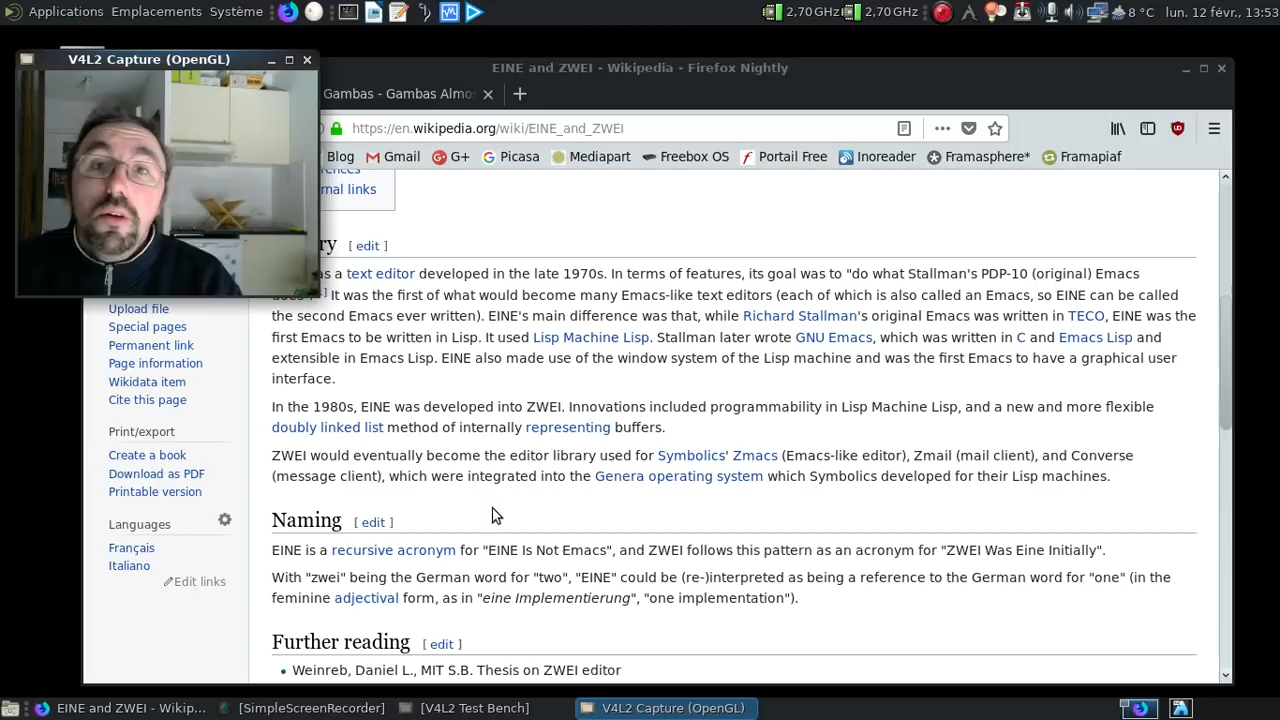 Applications Emplacements Système
2,70 GHz 2,70 GHz 8 °C lun. 12 févr., 13:53
V4L2 Capture (OpenGL)
EINE and ZWEI - Wikipedia - Firefox Nightly
Gambas - Gambas Almos
https://en.wikipedia.org/wiki/EINE_and_ZWEI
Blog Gmail G+ Picasa Mediapart Freebox OS Portail Free Inoreader Framasphere* Framapiaf
rnal links
ry [ edit ]
s a text editor developed in the late 1970s. In terms of features, its goal was to "do what Stallman's PDP-10 (original) Emacs
It was the first of what would become many Emacs-like text editors (each of which is also called an Emacs, so EINE can be called
the second Emacs ever written). EINE's main difference was that, while Richard Stallman's original Emacs was written in TECO, EINE was the
first Emacs to be written in Lisp. It used Lisp Machine Lisp. Stallman later wrote GNU Emacs, which was written in C and Emacs Lisp and
extensible in Emacs Lisp. EINE also made use of the window system of the Lisp machine and was the first Emacs to have a graphical user
interface.
In the 1980s, EINE was developed into ZWEI. Innovations included programmability in Lisp Machine Lisp, and a new and more flexible
doubly linked list method of internally representing buffers.
ZWEI would eventually become the editor library used for Symbolics' Zmacs (Emacs-like editor), Zmail (mail client), and Converse
(message client), which were integrated into the Genera operating system which Symbolics developed for their Lisp machines.
Naming [ edit ]
EINE is a recursive acronym for "EINE Is Not Emacs", and ZWEI follows this pattern as an acronym for "ZWEI Was Eine Initially".
With "zwei" being the German word for "two", "EINE" could be (re-)interpreted as being a reference to the German word for "one" (in the
feminine adjectival form, as in "eine Implementierung", "one implementation").
Further reading [ edit ]
• Weinreb, Daniel L., MIT S.B. Thesis on ZWEI editor
Upload file
Special pages
Permanent link
Page information
Wikidata item
Cite this page
Print/export
Create a book
Download as PDF
Printable version
Languages
Français
Italiano
Edit links
EINE and ZWEI - Wikip... [SimpleScreenRecorder] [V4L2 Test Bench] V4L2 Capture (OpenGL)